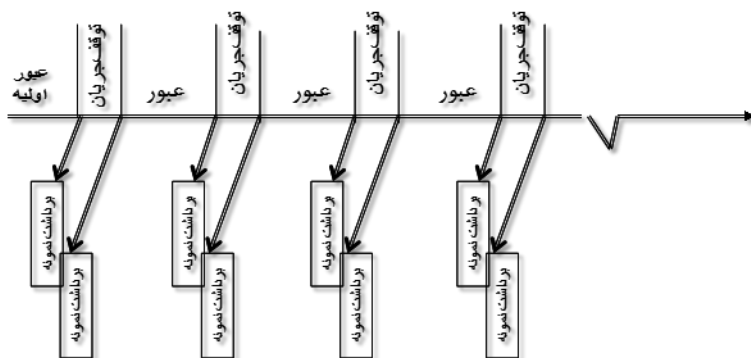 عبور
اولیه
توقف جریان
عبور
توقف جریان
عبور
توقف جریان
عبور
توقف جریان
برداشت نمونه
برداشت نمونه
برداشت نمونه
برداشت نمونه
برداشت نمونه
برداشت نمونه
برداشت نمونه
برداشت نمونه